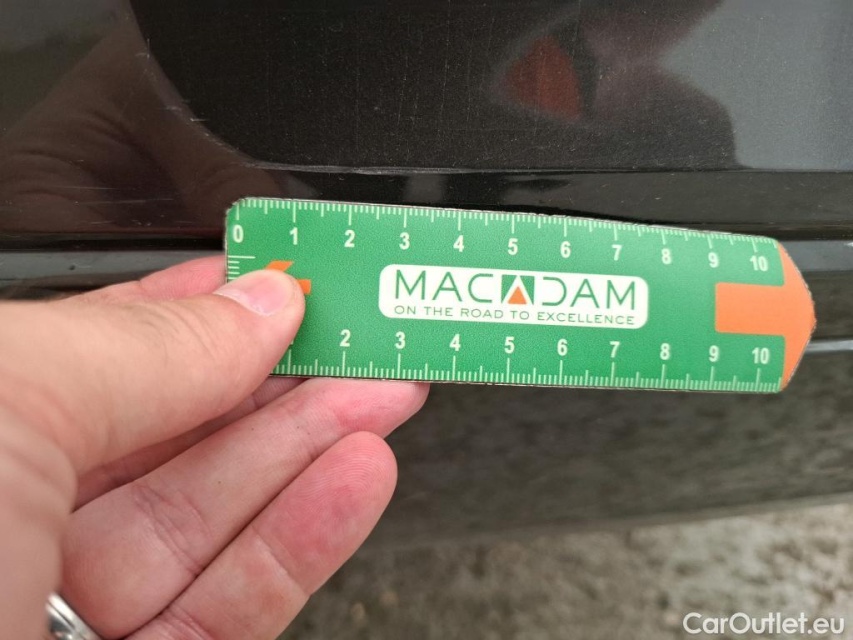 0 1 2 3 4 5 6 7 8 9 10
MACADAM
ON THE ROAD TO EXCELLENCE
2 3 4 5 6 7 8 9 10
CarOutlet.eu